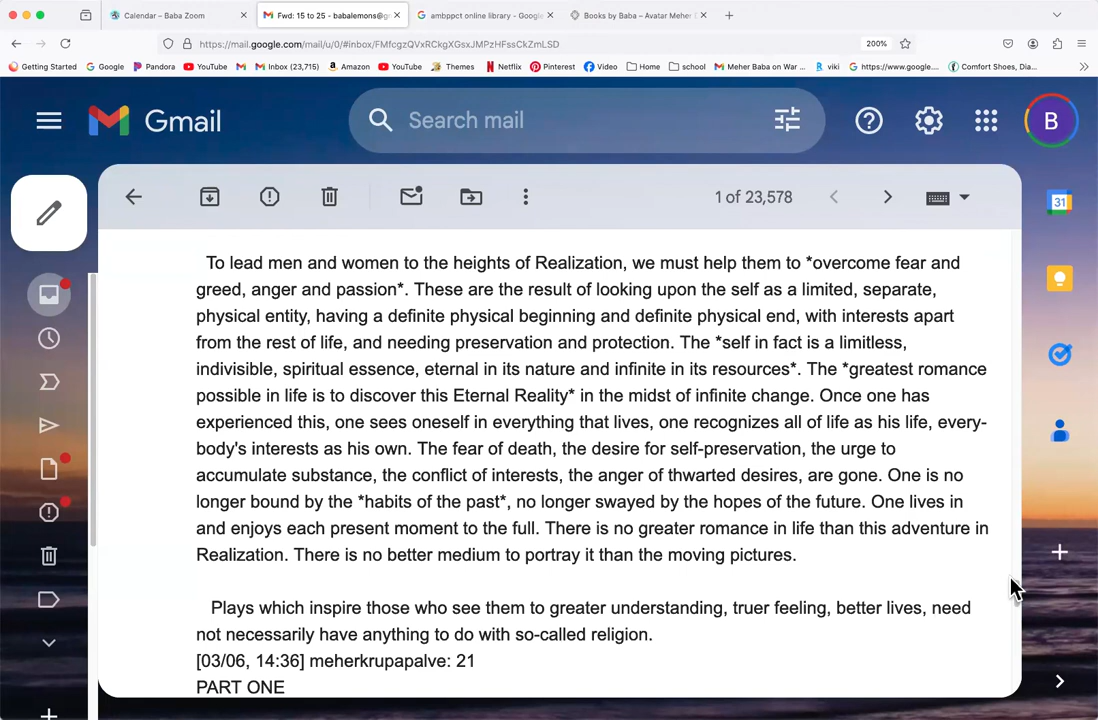 Calendar – Baba Zoom
Fwd: 15 to 25 - babalemons@gr
ambppct online library - Google
Books by Baba – Avatar Meher
https://mail.google.com/mail/u/0/#inbox/FMfcgzQVxRCkgXGsxJMPzHFssCkZmLSD
200%
Getting Started
Google
Pandora
YouTube
Inbox (23,715)
Amazon
YouTube
Themes
Netflix
Pinterest
Video
Home
school
Meher Baba on War ...
viki
https://www.google....
Comfort Shoes, Dia...
Gmail
Search mail
B
1 of 23,578
31
To lead men and women to the heights of Realization, we must help them to *overcome fear and
greed, anger and passion*. These are the result of looking upon the self as a limited, separate,
physical entity, having a definite physical beginning and definite physical end, with interests apart
from the rest of life, and needing preservation and protection. The *self in fact is a limitless,
indivisible, spiritual essence, eternal in its nature and infinite in its resources*. The *greatest romance
possible in life is to discover this Eternal Reality* in the midst of infinite change. Once one has
experienced this, one sees oneself in everything that lives, one recognizes all of life as his life, every-
body's interests as his own. The fear of death, the desire for self-preservation, the urge to
accumulate substance, the conflict of interests, the anger of thwarted desires, are gone. One is no
longer bound by the *habits of the past*, no longer swayed by the hopes of the future. One lives in
and enjoys each present moment to the full. There is no greater romance in life than this adventure in
Realization. There is no better medium to portray it than the moving pictures.
Plays which inspire those who see them to greater understanding, truer feeling, better lives, need
not necessarily have anything to do with so-called religion.
[03/06, 14:36] meherkrupapalve: 21
PART ONE